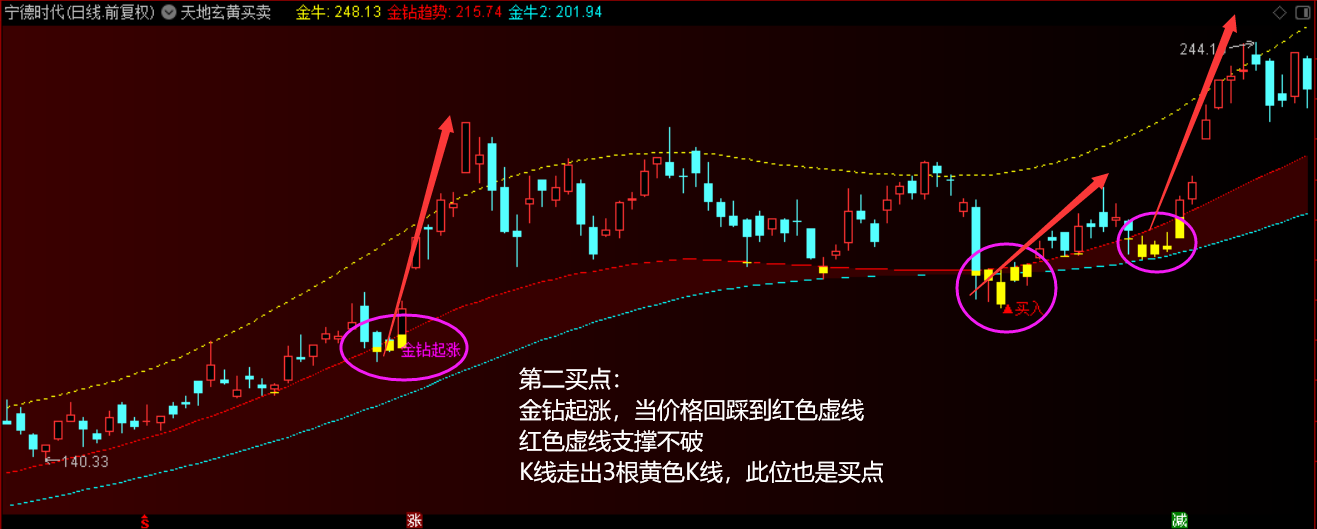 宁德时代(日线.前复权) 天地玄黄买卖 金牛: 248.13 金钻趋势: 215.74 金牛2: 201.94
244.1
金钻起涨
▲买入
第二买点：
金钻起涨，当价格回踩到红色虚线
红色虚线支撑不破
K线走出3根黄色K线，此位也是买点
140.33
S 涨 减